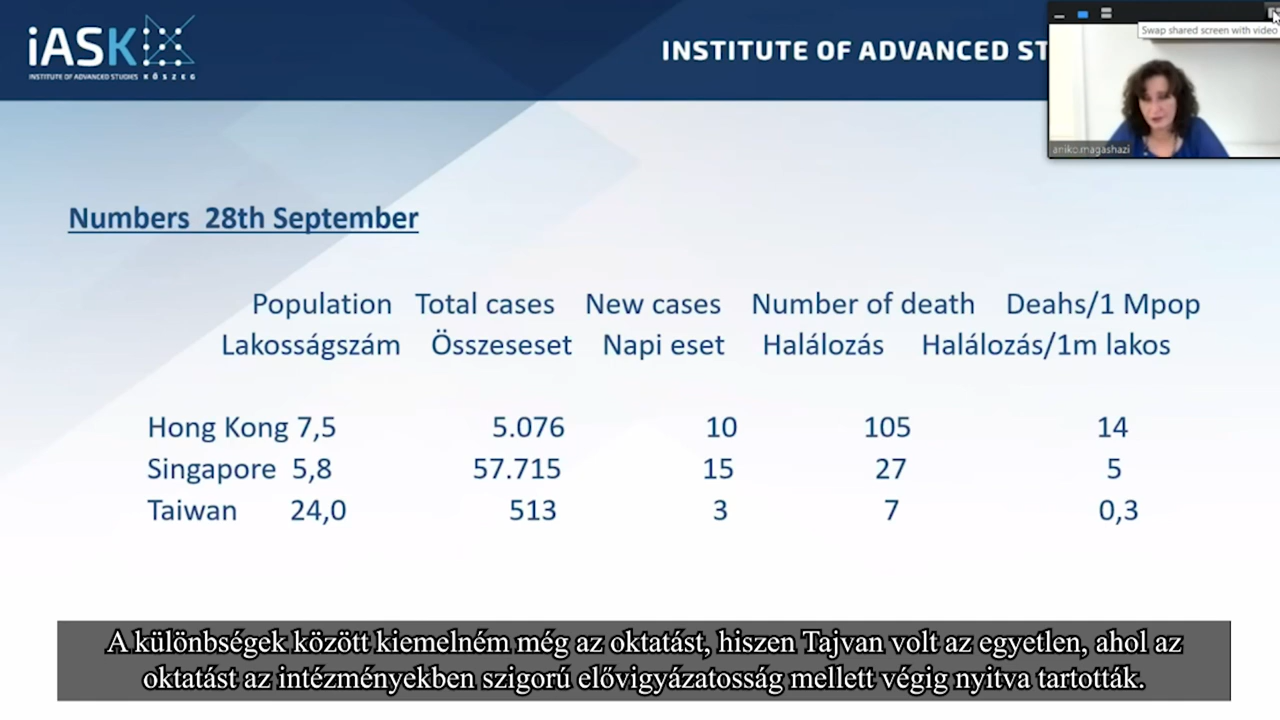 iASK
INSTITUTE OF ADVANCED STUDIES KŐSZEG
INSTITUTE OF ADVANCED ST
Swap shared screen with video
aniko.magashazi
Numbers 28th September
Population Total cases New cases Number of death Deahs/1 Mpop
Lakosságszám Összeseset Napi eset Halálozás Halálozás/1m lakos
Hong Kong 7,5 5.076 10 105 14
Singapore 5,8 57.715 15 27 5
Taiwan 24,0 513 3 7 0,3
A különbségek között kiemelném még az oktatást, hiszen Tajvan volt az egyetlen, ahol az
oktatást az intézményekben szigorú elővigyázatosság mellett végig nyitva tartották.